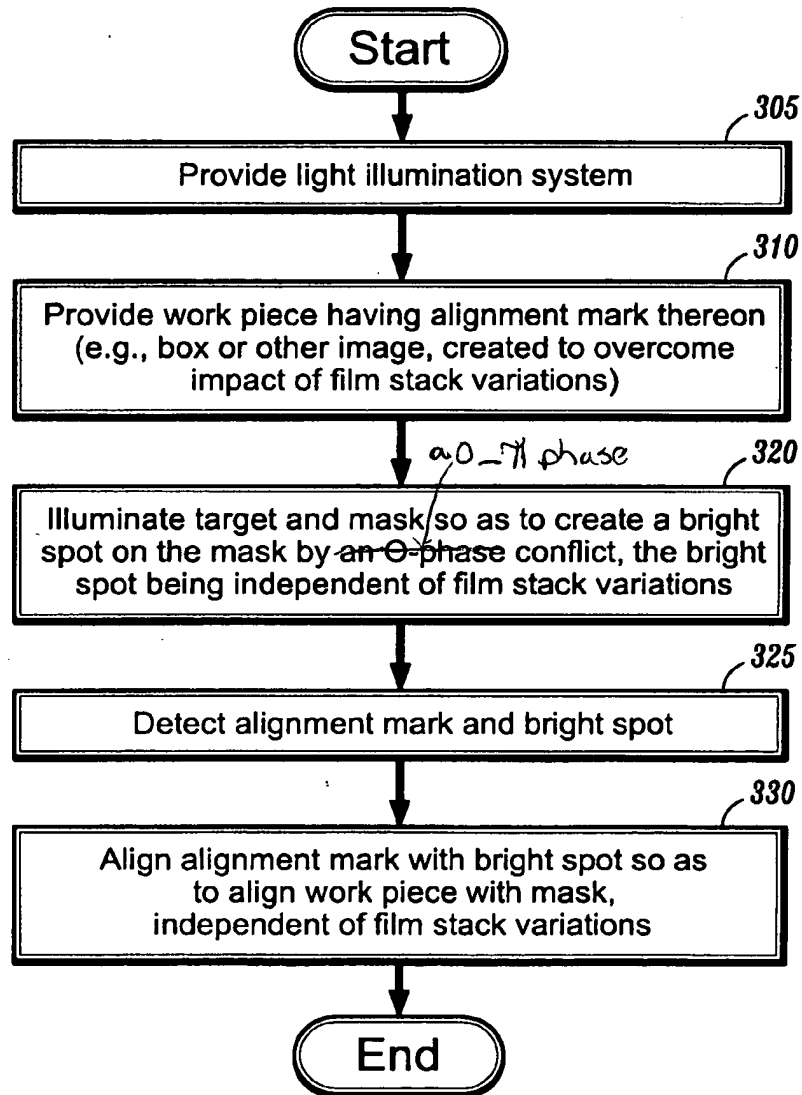 Start
305
Provide light illumination system
310
Provide work piece having alignment mark thereon
(e.g., box or other image, created to overcome
impact of film stack variations)
a 0-π phase
320
Illuminate target and mask so as to create a bright
spot on the mask by an O-phase conflict, the bright
spot being independent of film stack variations
325
Detect alignment mark and bright spot
330
Align alignment mark with bright spot so as
to align work piece with mask,
independent of film stack variations
End